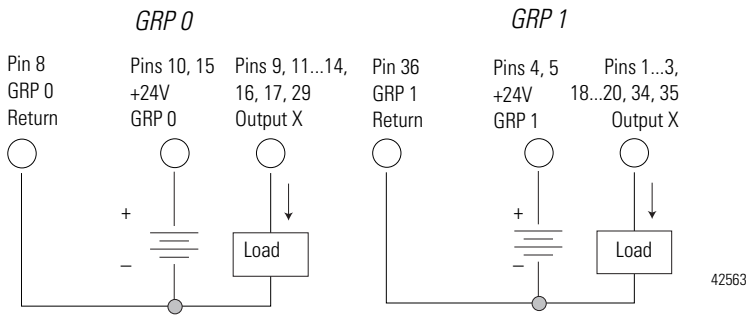 GRP 0
Pin 8
GRP 0
Return
Pins 10, 15
+24V
GRP 0
Pins 9, 11...14,
16, 17, 29
Output X
+
–
Load
GRP 1
Pin 36
GRP 1
Return
Pins 4, 5
+24V
GRP 1
Pins 1...3,
18...20, 34, 35
Output X
+
–
Load
42563